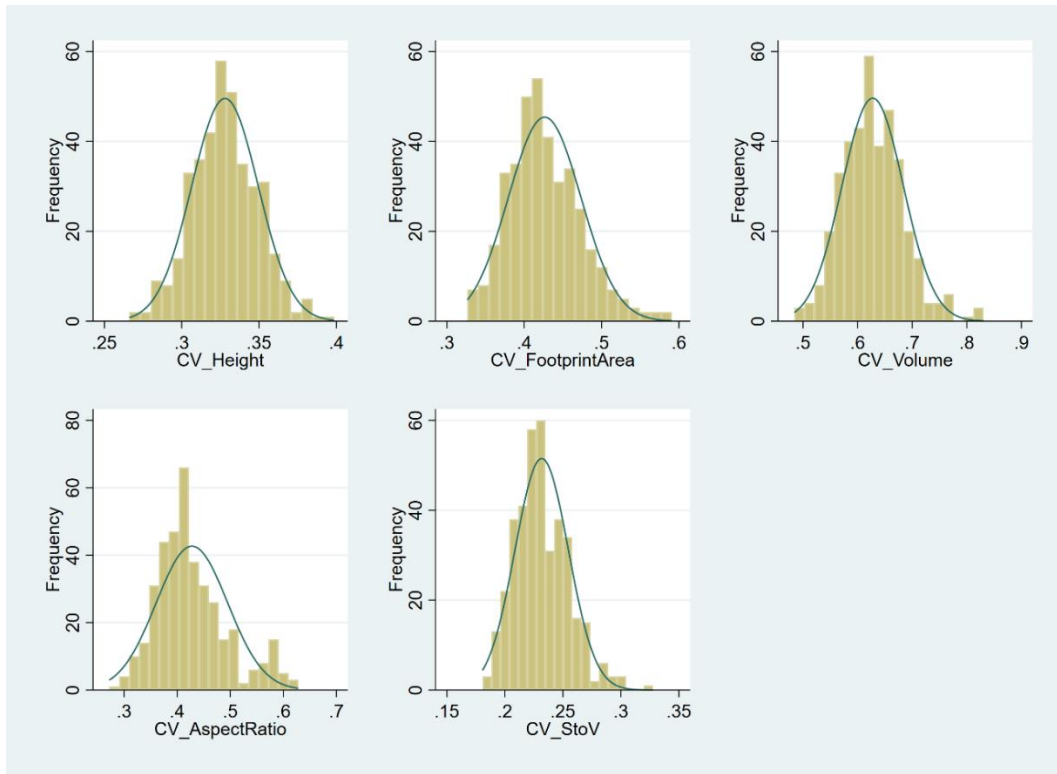 Frequency
0 20 40 60
.25 .3 .35 .4
CV_Height
Frequency
0 20 40 60
.3 .4 .5 .6
CV_FootprintArea
Frequency
0 20 40 60
.5 .6 .7 .8 .9
CV_Volume
Frequency
0 20 40 60 80
.3 .4 .5 .6 .7
CV_AspectRatio
Frequency
0 20 40 60
.15 .2 .25 .3 .35
CV_StoV